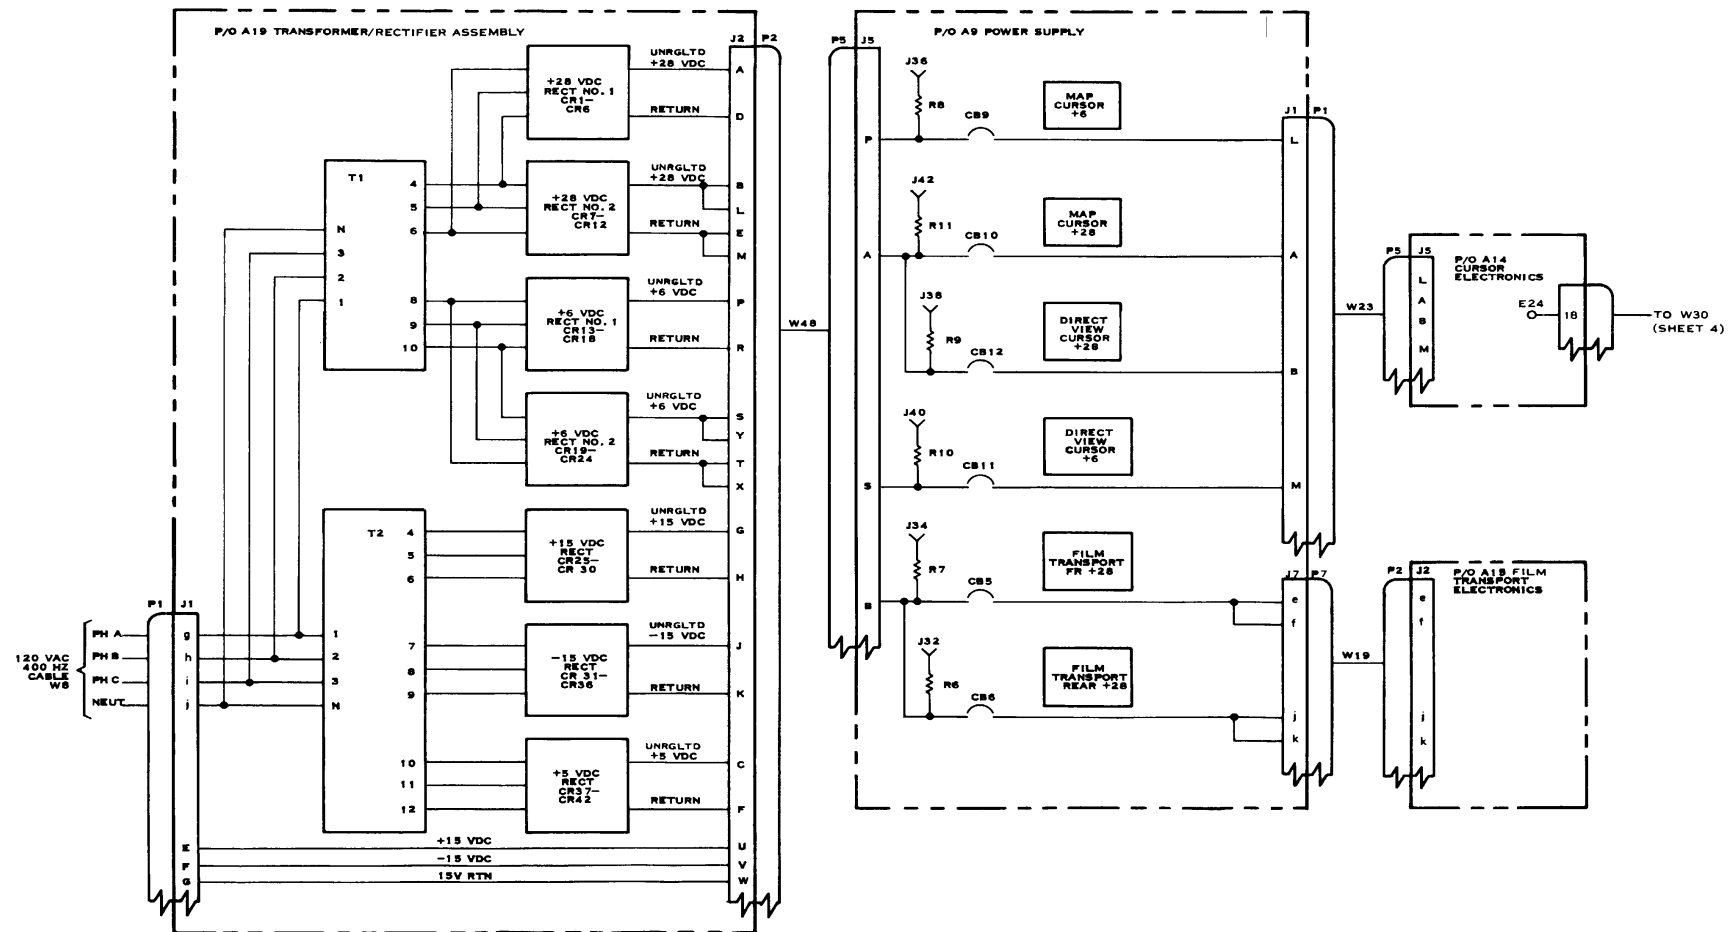 P/O A19 TRANSFORMER/RECTIFIER ASSEMBLY
J2
P2
+28 VDC
RECT NO. 1
CR1-
CR6
UNRGLTD
+28 VDC
A
RETURN
D
T1
4
5
6
N
3
2
1
8
9
10
+28 VDC
RECT NO. 2
CR7-
CR12
UNRGLTD
+28 VDC
B
L
RETURN
E
M
+6 VDC
RECT NO. 1
CR13-
CR18
UNRGLTD
+6 VDC
P
RETURN
R
+6 VDC
RECT NO. 2
CR19-
CR24
UNRGLTD
+6 VDC
S
Y
RETURN
T
X
T2
4
5
6
1
2
3
N
7
8
9
10
11
12
+15 VDC
RECT
CR25-
CR 30
UNRGLTD
+15 VDC
G
RETURN
H
-15 VDC
RECT
CR 31-
CR36
UNRGLTD
-15 VDC
J
RETURN
K
+5 VDC
RECT
CR37-
CR42
UNRGLTD
+5 VDC
C
RETURN
F
P1
J1
120 VAC
400 HZ
CABLE
W8
PH A
PH B
PH C
NEUT
g
h
i
j
E
+15 VDC
U
F
-15 VDC
V
G
15V RTN
W
W48
P/O A9 POWER SUPPLY
P5
J5
J36
R8
CB9
MAP
CURSOR
+6
P
J1
P1
L
J42
R11
CB10
MAP
CURSOR
+28
A
A
J38
R9
CB12
DIRECT
VIEW
CURSOR
+28
B
J40
R10
CB11
DIRECT
VIEW
CURSOR
+6
S
M
J34
R7
CB5
FILM
TRANSPORT
FR +28
B
J7
P7
e
f
J32
R6
CB6
FILM
TRANSPORT
REAR +28
j
k
W23
P5
J5
P/O A14
CURSOR
ELECTRONICS
L
A
B
M
E24
18
TO W30
(SHEET 4)
W19
P2
J2
P/O A15 FILM
TRANSPORT
ELECTRONICS
e
f
j
k